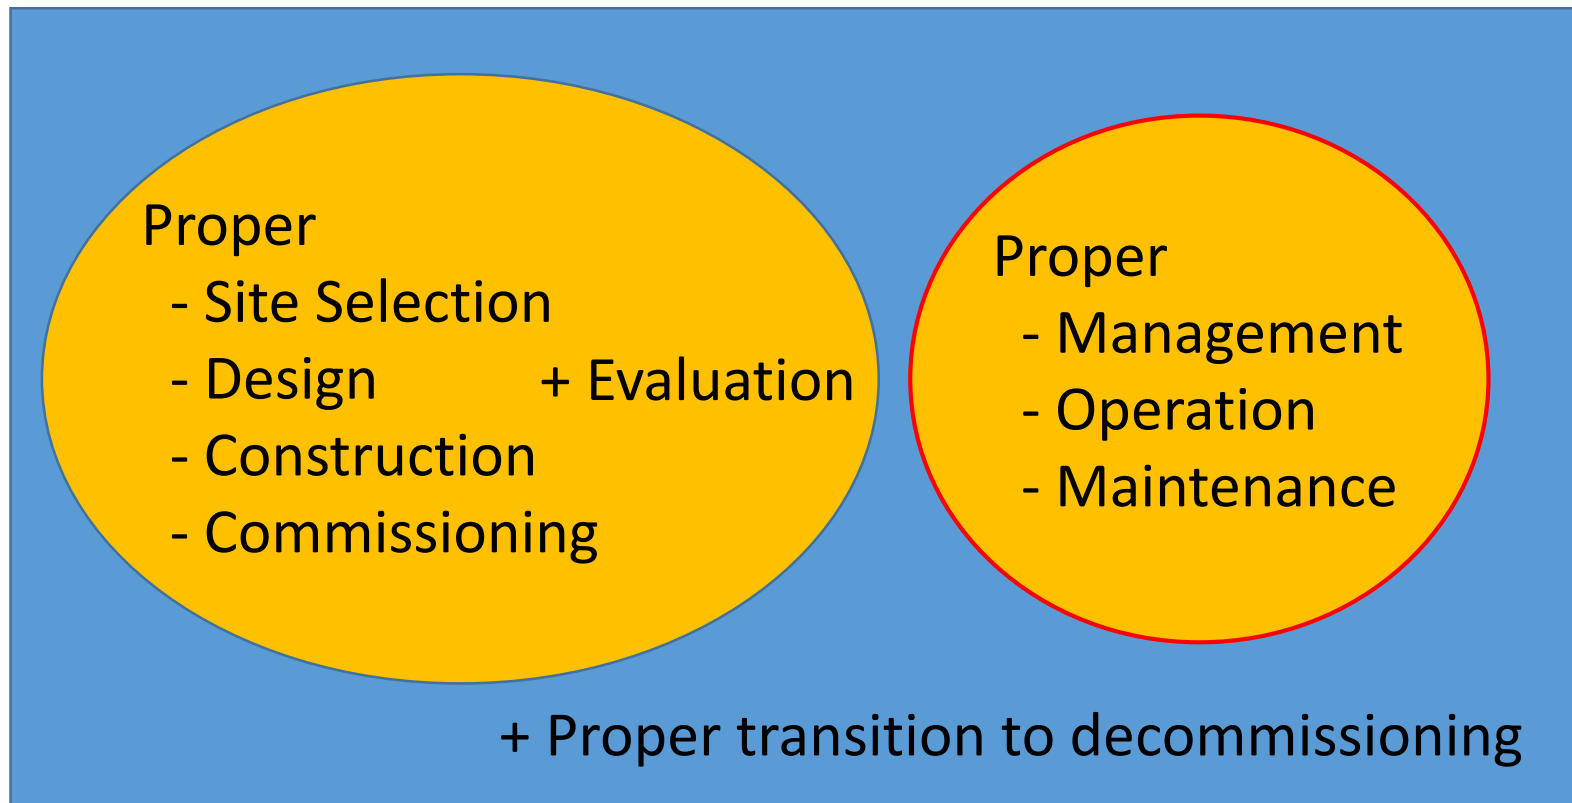 Proper
- Site Selection
- Design + Evaluation
- Construction
- Commissioning
Proper
- Management
- Operation
- Maintenance
+ Proper transition to decommissioning